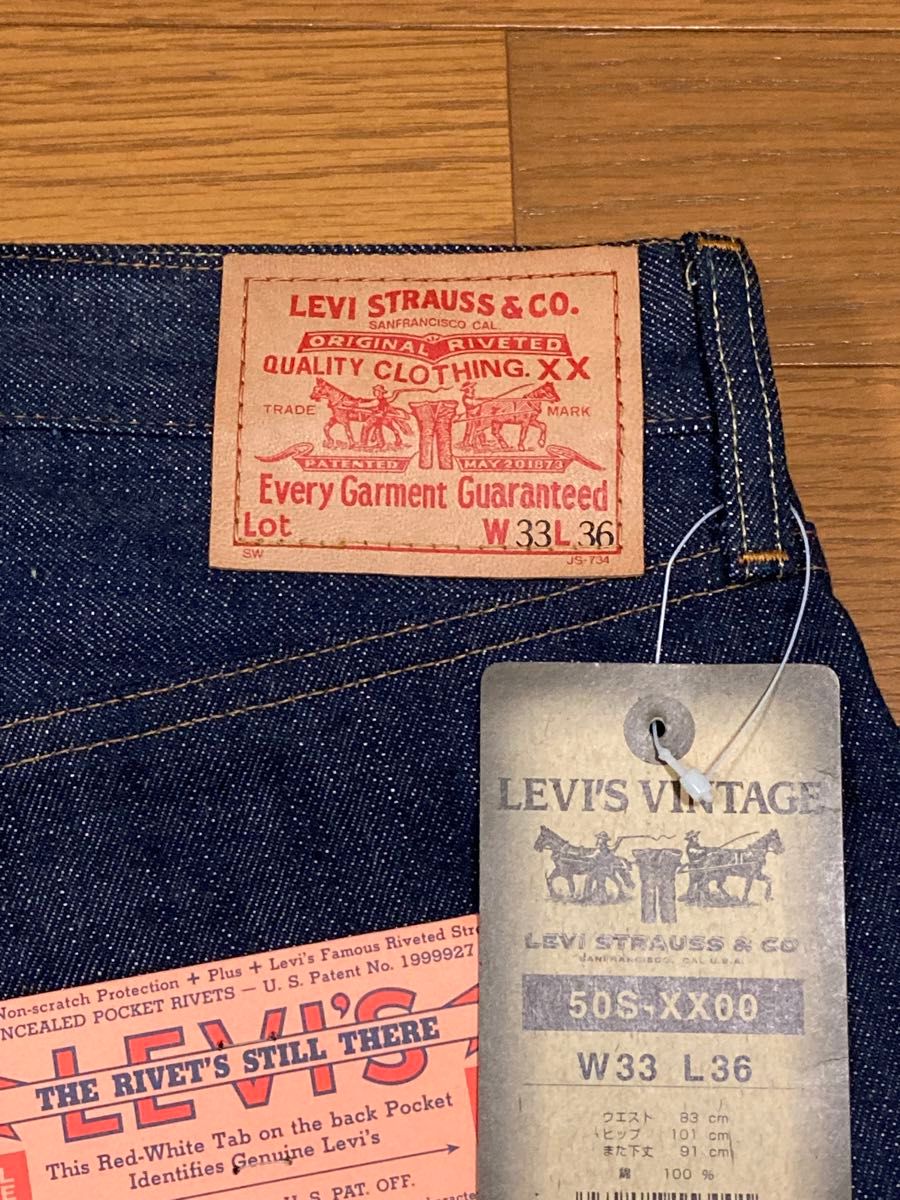 LEVI STRAUSS & CO.
SANFRANCISCO CAL
ORIGINAL RIVETED
QUALITY CLOTHING. XX
TRADE MARK
PATENTED MAY 20 1873
Every Garment Guaranteed
Lot W 33 L 36
SW JS-734
LEVI'S VINTAGE
LEVI STRAUSS & CO
SANFRANCISCO, CAL U.S.A.
50S-XX00
W33 L36
ウエスト 83 cm
ヒップ 101 cm
また下丈 91 cm
綿 100 %
Non-scratch Protection + Plus + Levi's Famous Riveted
POCKET RIVETS — U. S. Patent No. 1999927
LEVI'S
THE RIVET'S STILL THERE
This Red-White Tab on the back Pocket
Identifies Genuine Levi's
U. S. PAT. OFF.